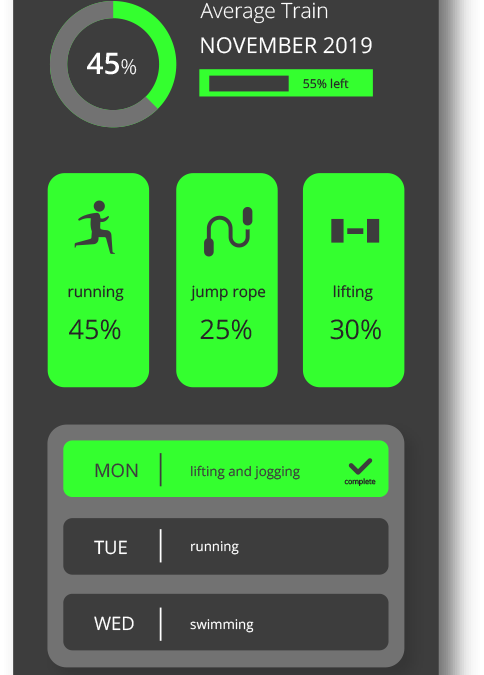 Average Train
NOVEMBER 2019
45%
55% left
running
45%
jump rope
25%
lifting
30%
MON
lifting and jogging
complete
TUE
running
WED
swimming